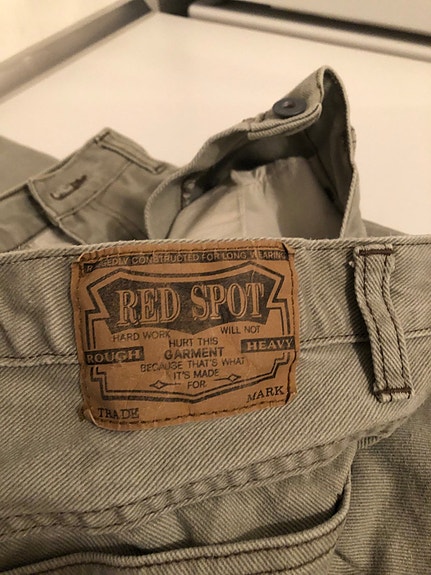 RUGGEDLY CONSTRUCTED FOR LONG WEARING
RED SPOT
HARD WORK WILL NOT
HURT THIS
ROUGH GARMENT HEAVY
BECAUSE THAT'S WHAT
IT'S MADE
FOR
TRADE MARK